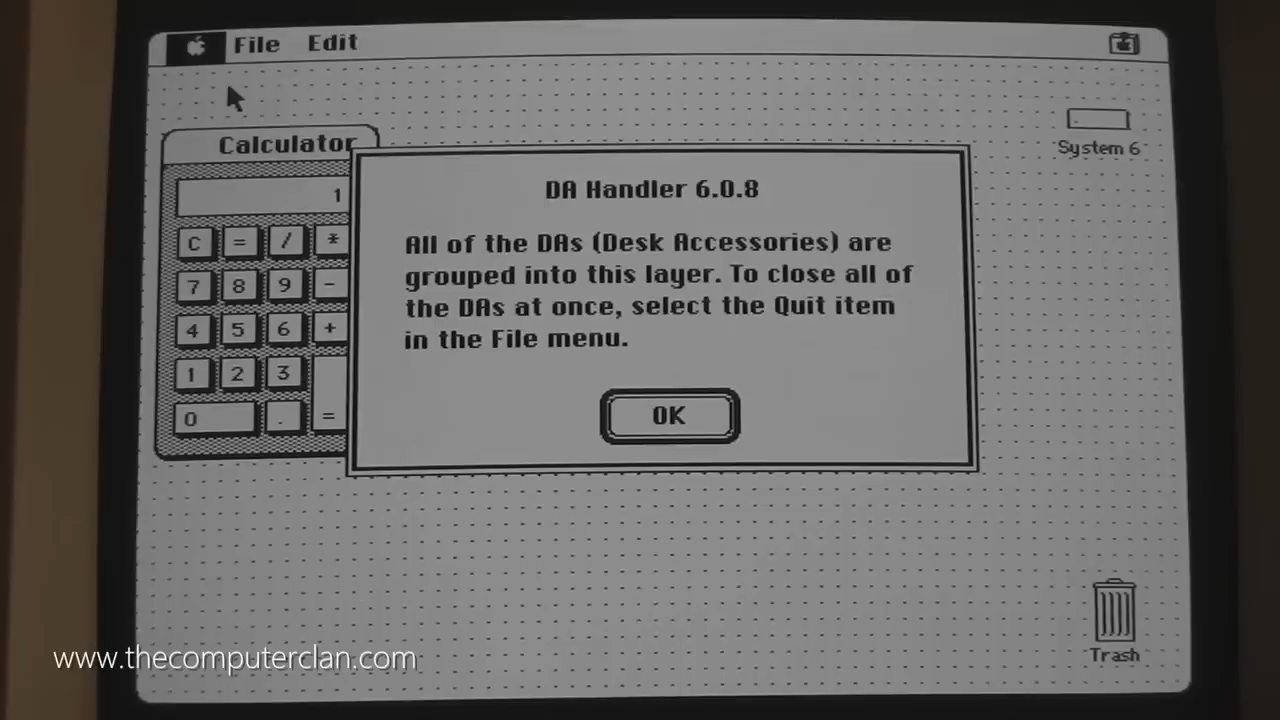 File Edit
System 6
Calculator
1
C = / *
7 8 9 -
4 5 6 +
1 2 3
0 . =
DA Handler 6.0.8
All of the DAs (Desk Accessories) are
grouped into this layer. To close all of
the DAs at once, select the Quit item
in the File menu.
OK
Trash
www.thecomputerclan.com